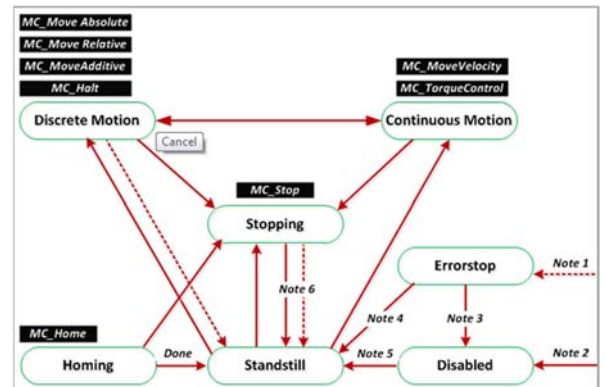 MC_Move Absolute
MC_Move Relative
MC_MoveAdditive
MC_Halt
Discrete Motion
MC_MoveVelocity
MC_TorqueControl
Continuous Motion
Cancel
MC_Stop
Stopping
Errorstop
Note 1
Note 6
Note 4
Note 3
MC_Home
Homing
Done
Standstill
Note 5
Disabled
Note 2